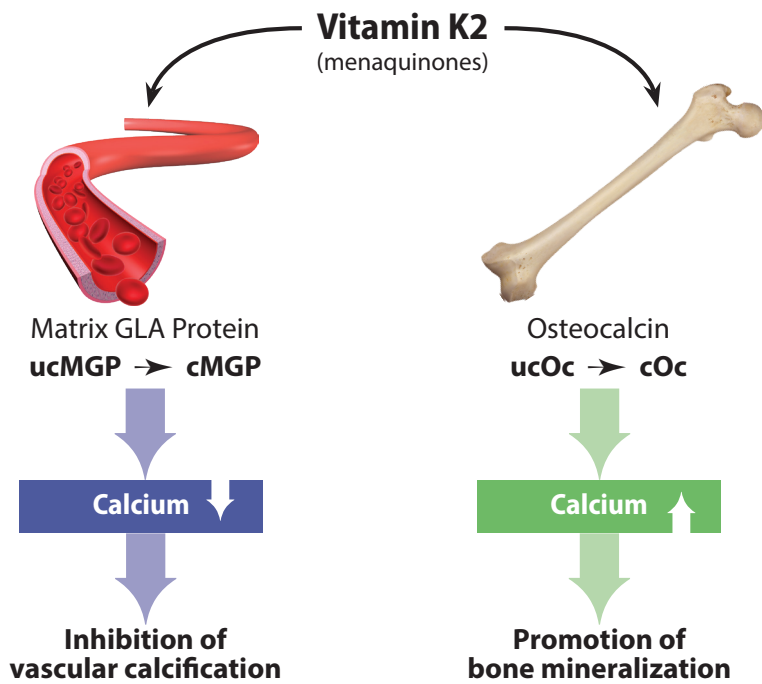 Vitamin K2
(menaquinones)
Matrix GLA Protein
ucMGP → cMGP
Calcium
Inhibition of
vascular calcification
Osteocalcin
ucOc → cOc
Calcium
Promotion of
bone mineralization